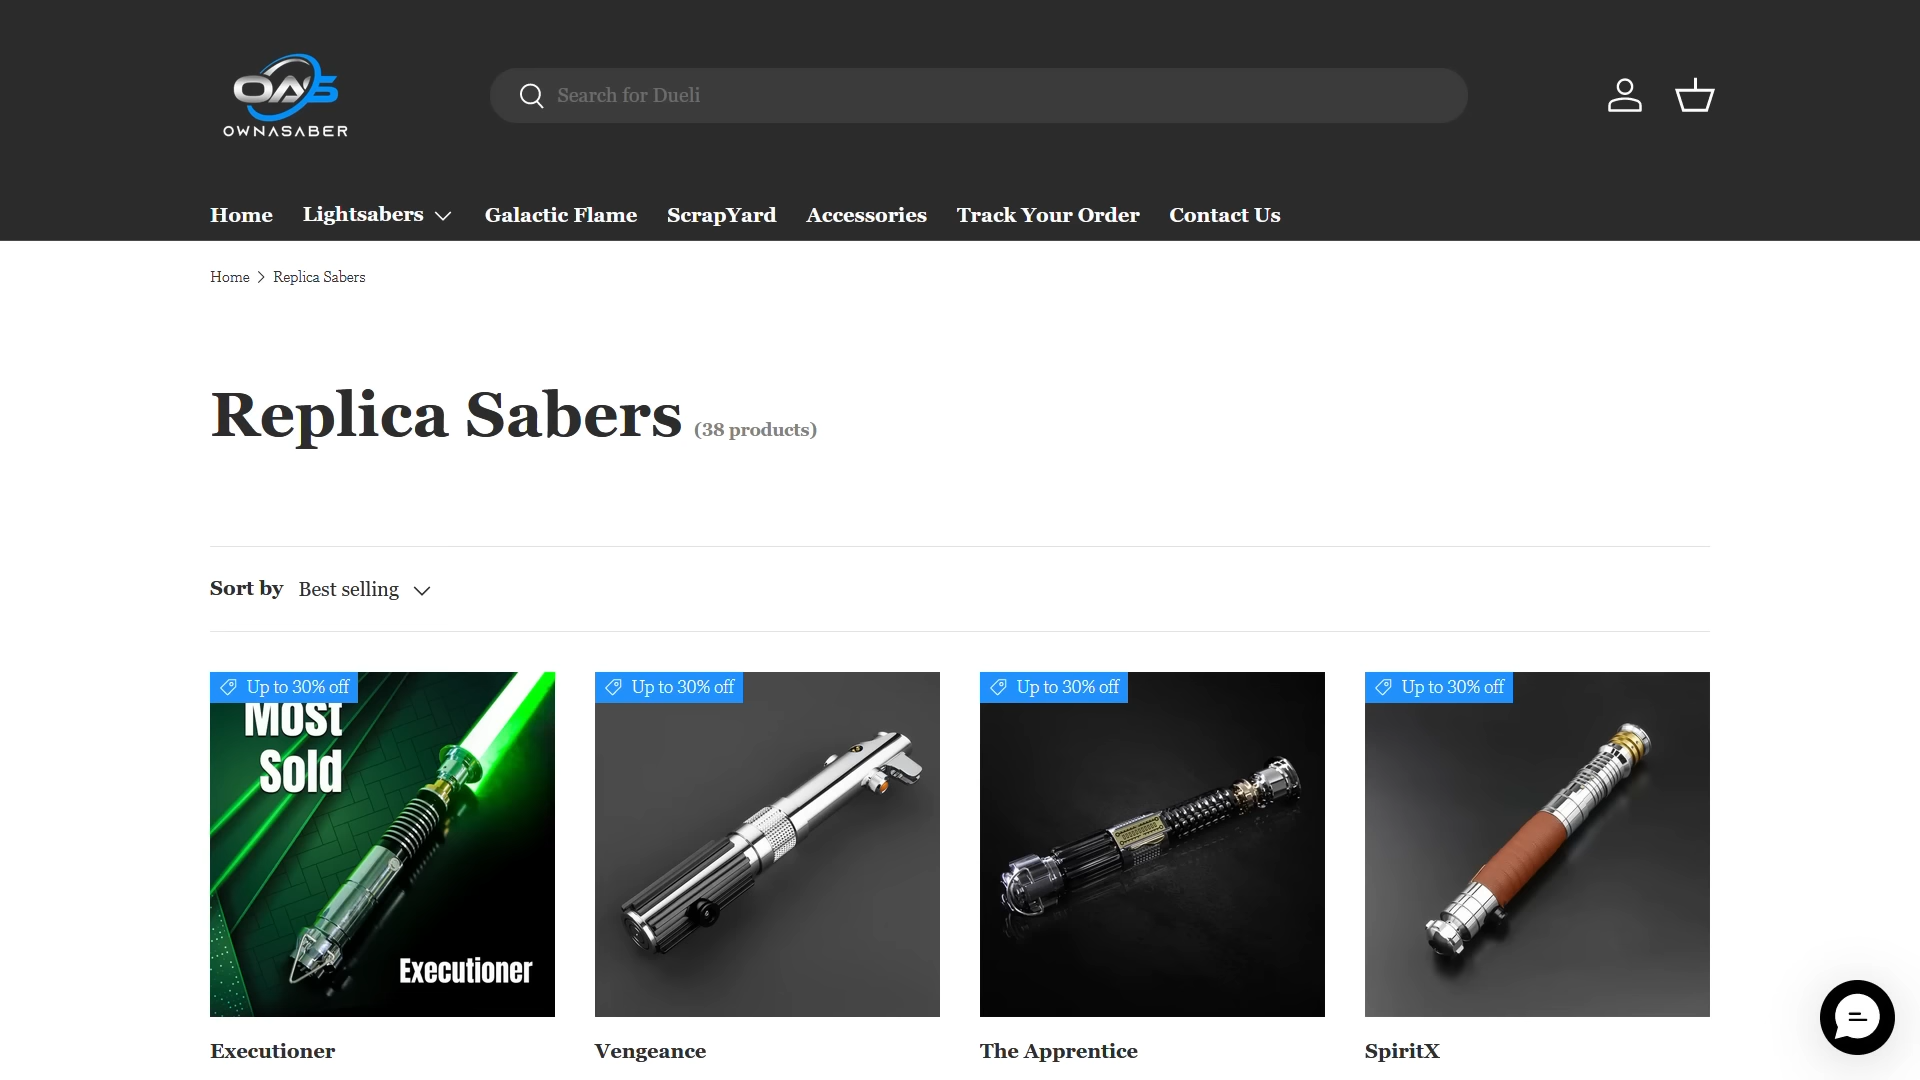 OAS
OWNASABER
Search for Dueli
Home
Lightsabers
Galactic Flame
ScrapYard
Accessories
Track Your Order
Contact Us
Home
Replica Sabers
Replica Sabers (38 products)
Sort by Best selling
Up to 30% off
Most
Sold
Executioner
Up to 30% off
Up to 30% off
Up to 30% off
Executioner
Vengeance
The Apprentice
SpiritX